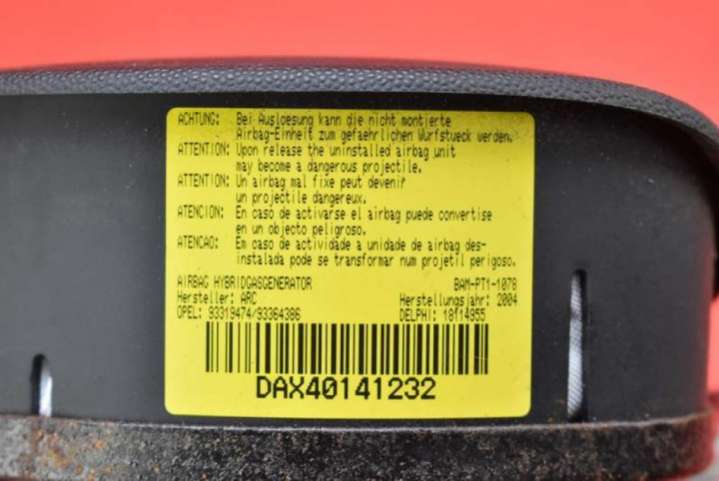 ACHTUNG: Bei Ausloesung kann die nicht montierte
Airbag-Einheit zum gefaehrlichen Wurfstueck werden.
ATTENTION: Upon release the uninstalled airbag unit
may become a dangerous projectile.
ATTENTION: Un airbag mal fixe peut devenir
un projectile dangereux.
ATENCION: En caso de activarse el airbag puede convertise
en un objecto peligroso.
ATENCAO: Em caso de actividade a unidade de airbag des-
instalada pode se transformar num projetil perigoso.
AIRBAG HYBRIDGASGENERATOR BAM-PT1-1078
Hersteller: ARC Herstellungsjahr: 2004
OPEL: 93319474/93364386 DELPHI: 18114955
DAX40141232